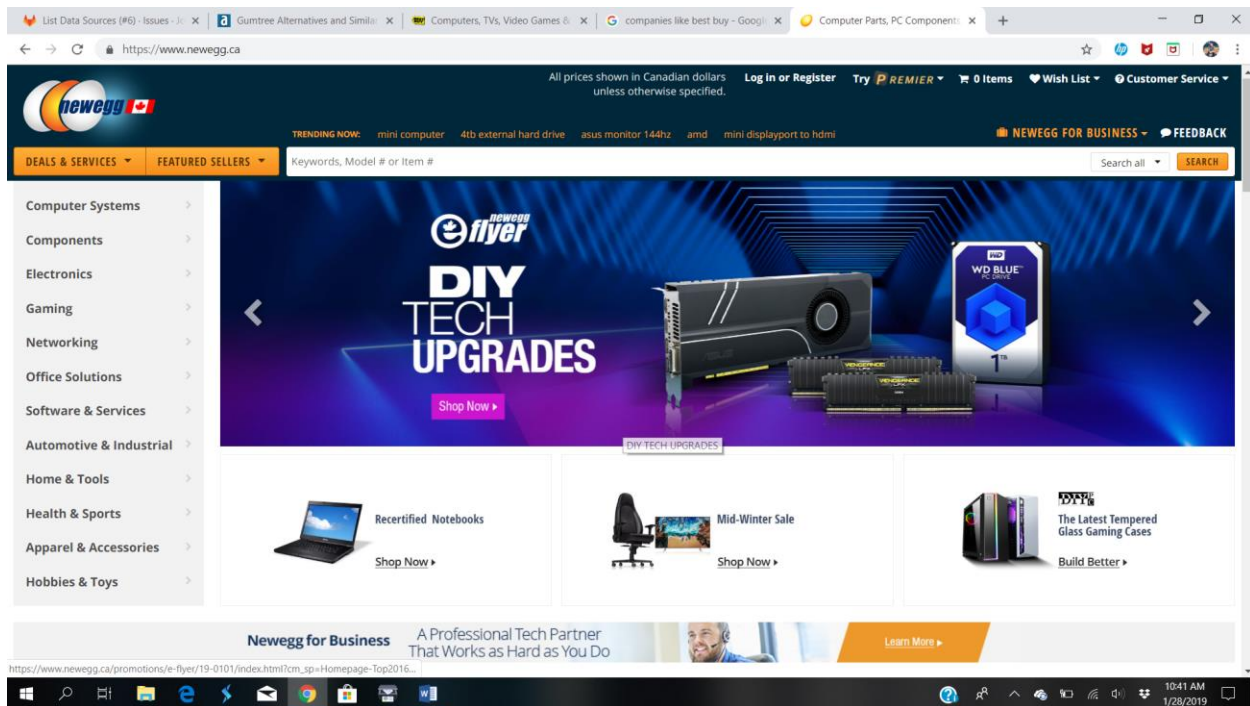 List Data Sources (#6) · Issues · Jo
Gumtree Alternatives and Simila
Computers, TVs, Video Games &
companies like best buy - Googl
Computer Parts, PC Component
https://www.newegg.ca
All prices shown in Canadian dollars
unless otherwise specified.
Log in or Register
Try PREMIER
0 Items
Wish List
Customer Service
newegg
TRENDING NOW: mini computer 4tb external hard drive asus monitor 144hz amd mini displayport to hdmi
NEWEGG FOR BUSINESS
FEEDBACK
DEALS & SERVICES
FEATURED SELLERS
Keywords, Model # or Item #
Search all
SEARCH
Computer Systems
Components
Electronics
Gaming
Networking
Office Solutions
Software & Services
Automotive & Industrial
Home & Tools
Health & Sports
Apparel & Accessories
Hobbies & Toys
newegg
flyer
DIY
TECH
UPGRADES
Shop Now
WD
WD BLUE
PC DRIVE
1TB
ASUS
VENGEANCE
VENGEANCE
DIY TECH UPGRADES
Recertified Notebooks
Shop Now
Mid-Winter Sale
Shop Now
DIY
The Latest Tempered
Glass Gaming Cases
Build Better
Newegg for Business
A Professional Tech Partner
That Works as Hard as You Do
Learn More
https://www.newegg.ca/promotions/e-flyer/19-0101/index.html?cm_sp=Homepage-Top2016...
10:41 AM
1/28/2019